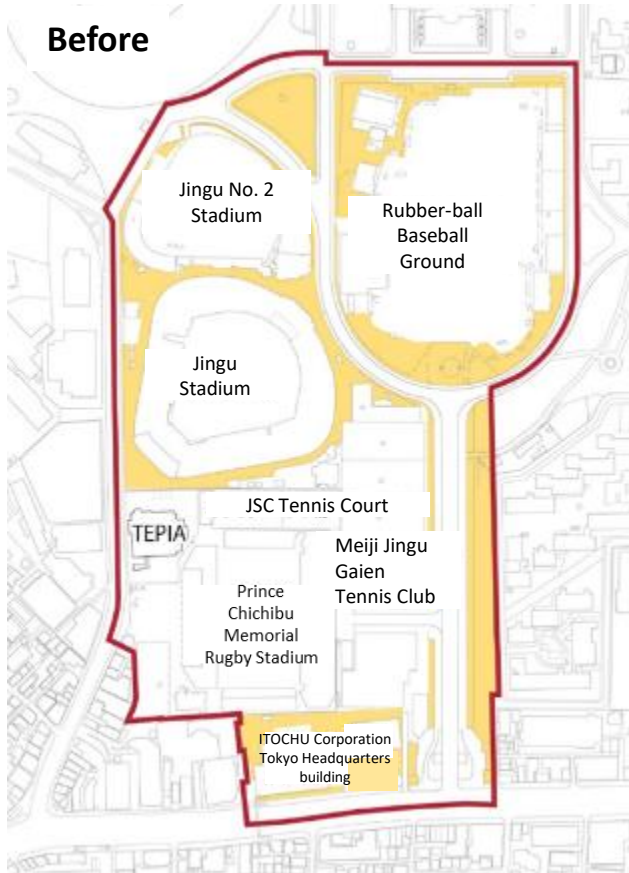 Before
Jingu No. 2
Stadium
Rubber-ball
Baseball
Ground
Jingu
Stadium
JSC Tennis Court
TEPIA
Meiji Jingu
Gaien
Tennis Club
Prince
Chichibu
Memorial
Rugby Stadium
ITOCHU Corporation
Tokyo Headquarters
building